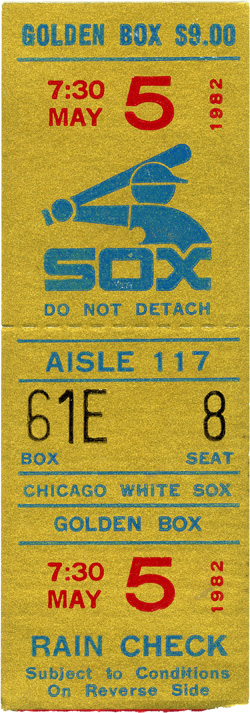 GOLDEN BOX $9.00
7:30
MAY 5 1982
SOX
DO NOT DETACH
AISLE 117
61E 8
BOX SEAT
CHICAGO WHITE SOX
GOLDEN BOX
7:30
MAY 5 1982
RAIN CHECK
Subject to Conditions
On Reverse Side